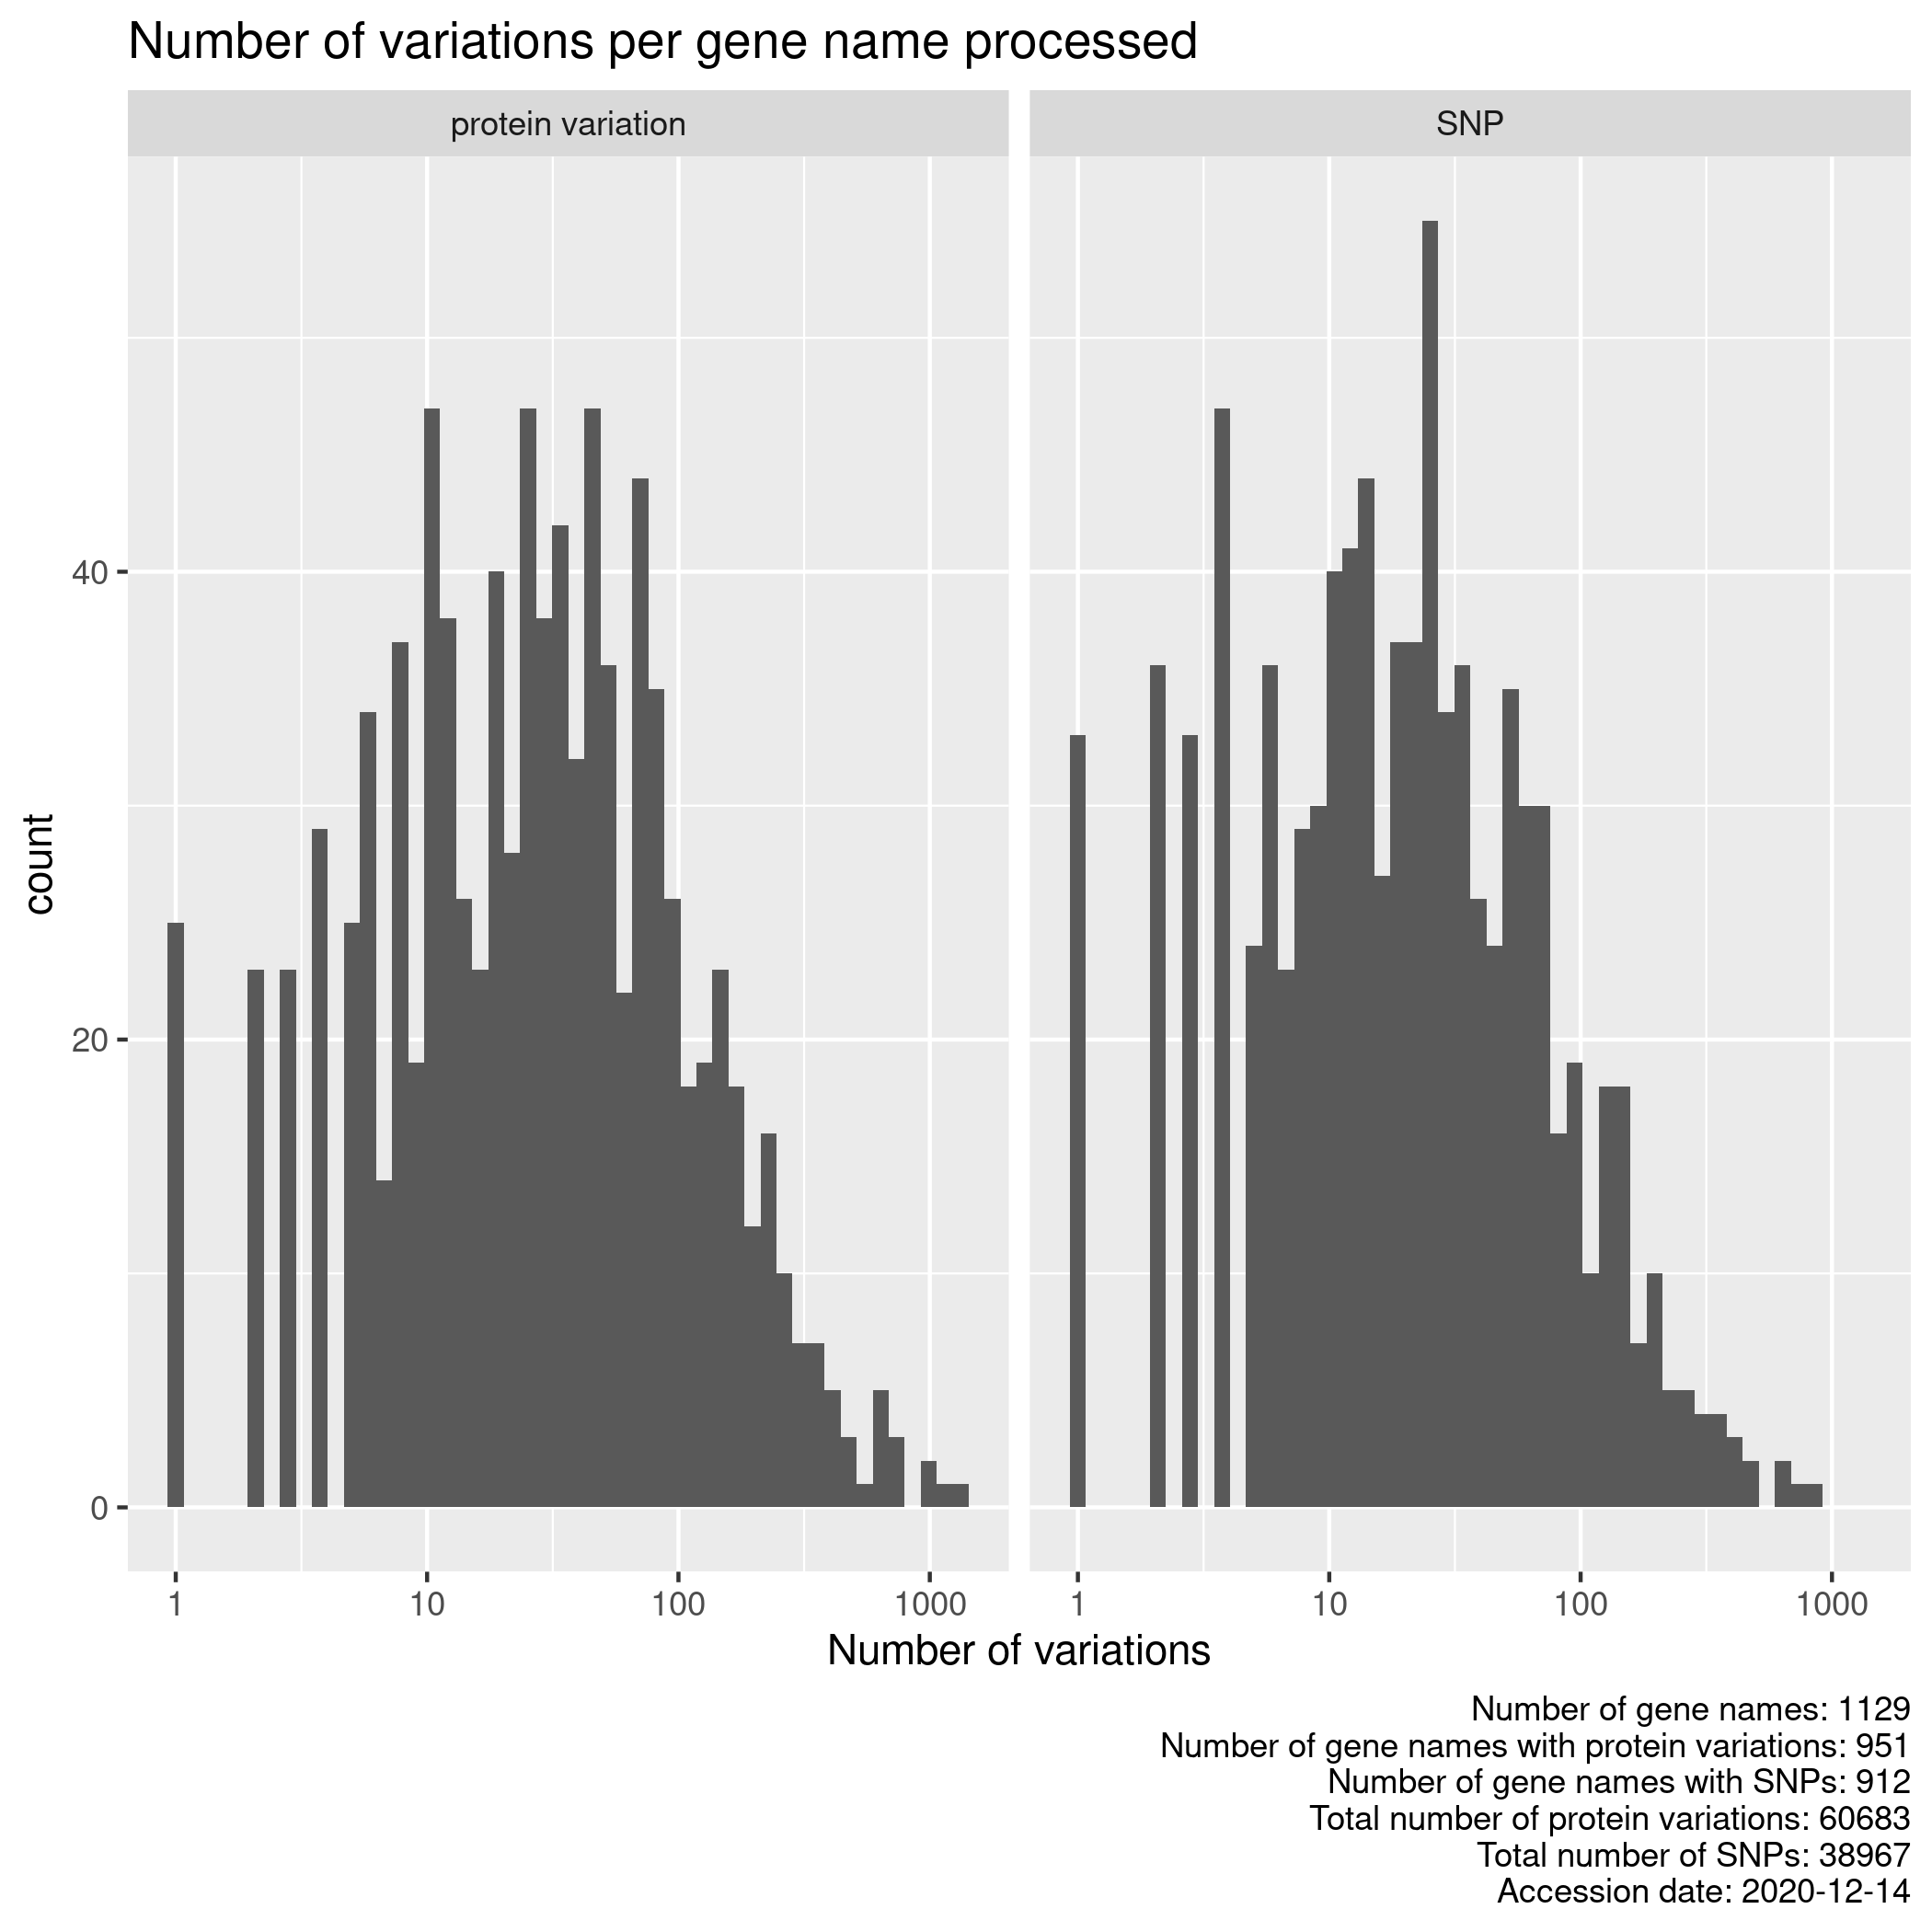 Number of variations per gene name processed
protein variation
SNP
count
40
20
0
1 10 100 1000
1 10 100 1000
Number of variations
Number of gene names: 1129
Number of gene names with protein variations: 951
Number of gene names with SNPs: 912
Total number of protein variations: 60683
Total number of SNPs: 38967
Accession date: 2020-12-14